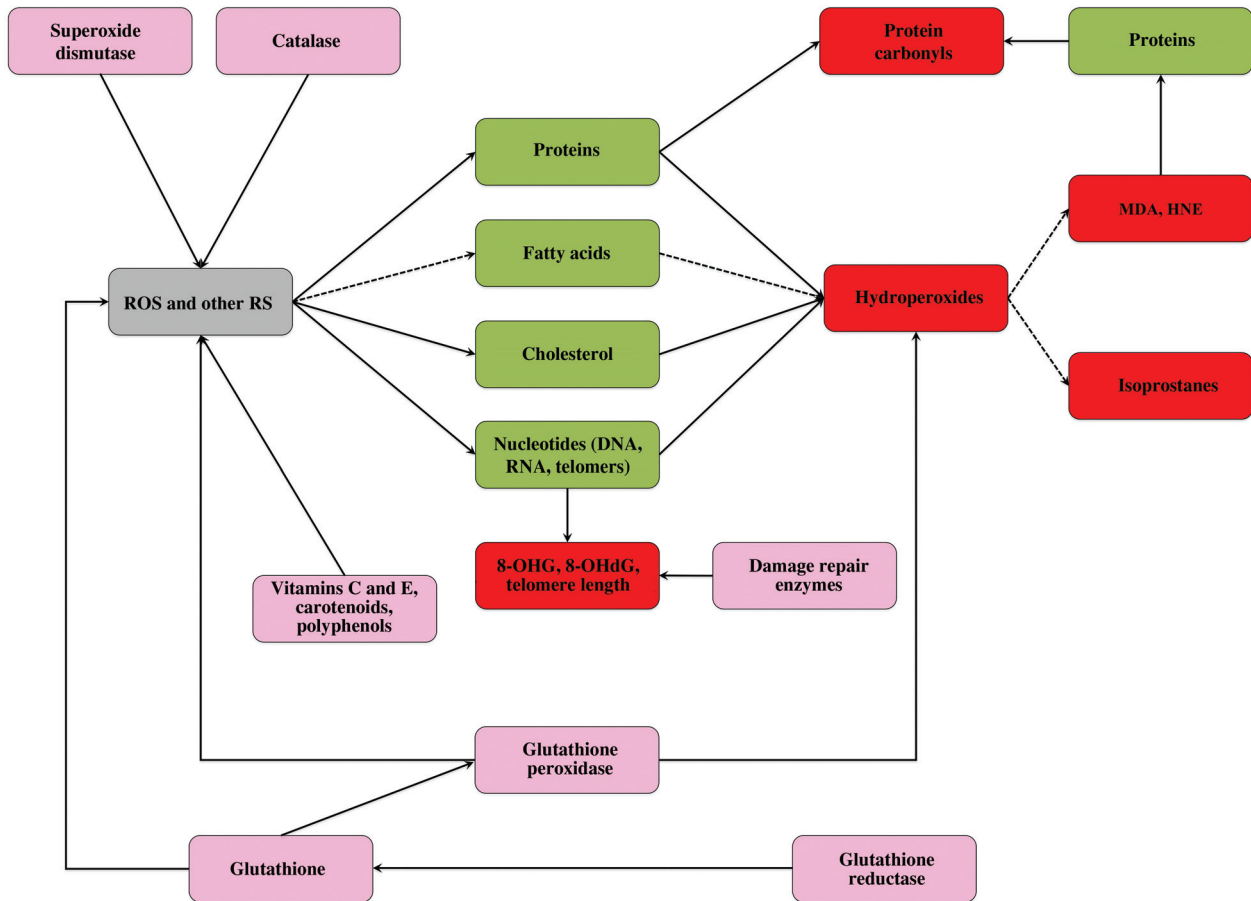 Superoxide
dismutase
Catalase
Protein
carbonyls
Proteins
Proteins
MDA, HNE
Fatty acids
ROS and other RS
Hydroperoxides
Cholesterol
Isoprostanes
Nucleotides (DNA,
RNA, telomers)
8-OHG, 8-OHdG,
telomere length
Damage repair
enzymes
Vitamins C and E,
carotenoids,
polyphenols
Glutathione
peroxidase
Glutathione
Glutathione
reductase